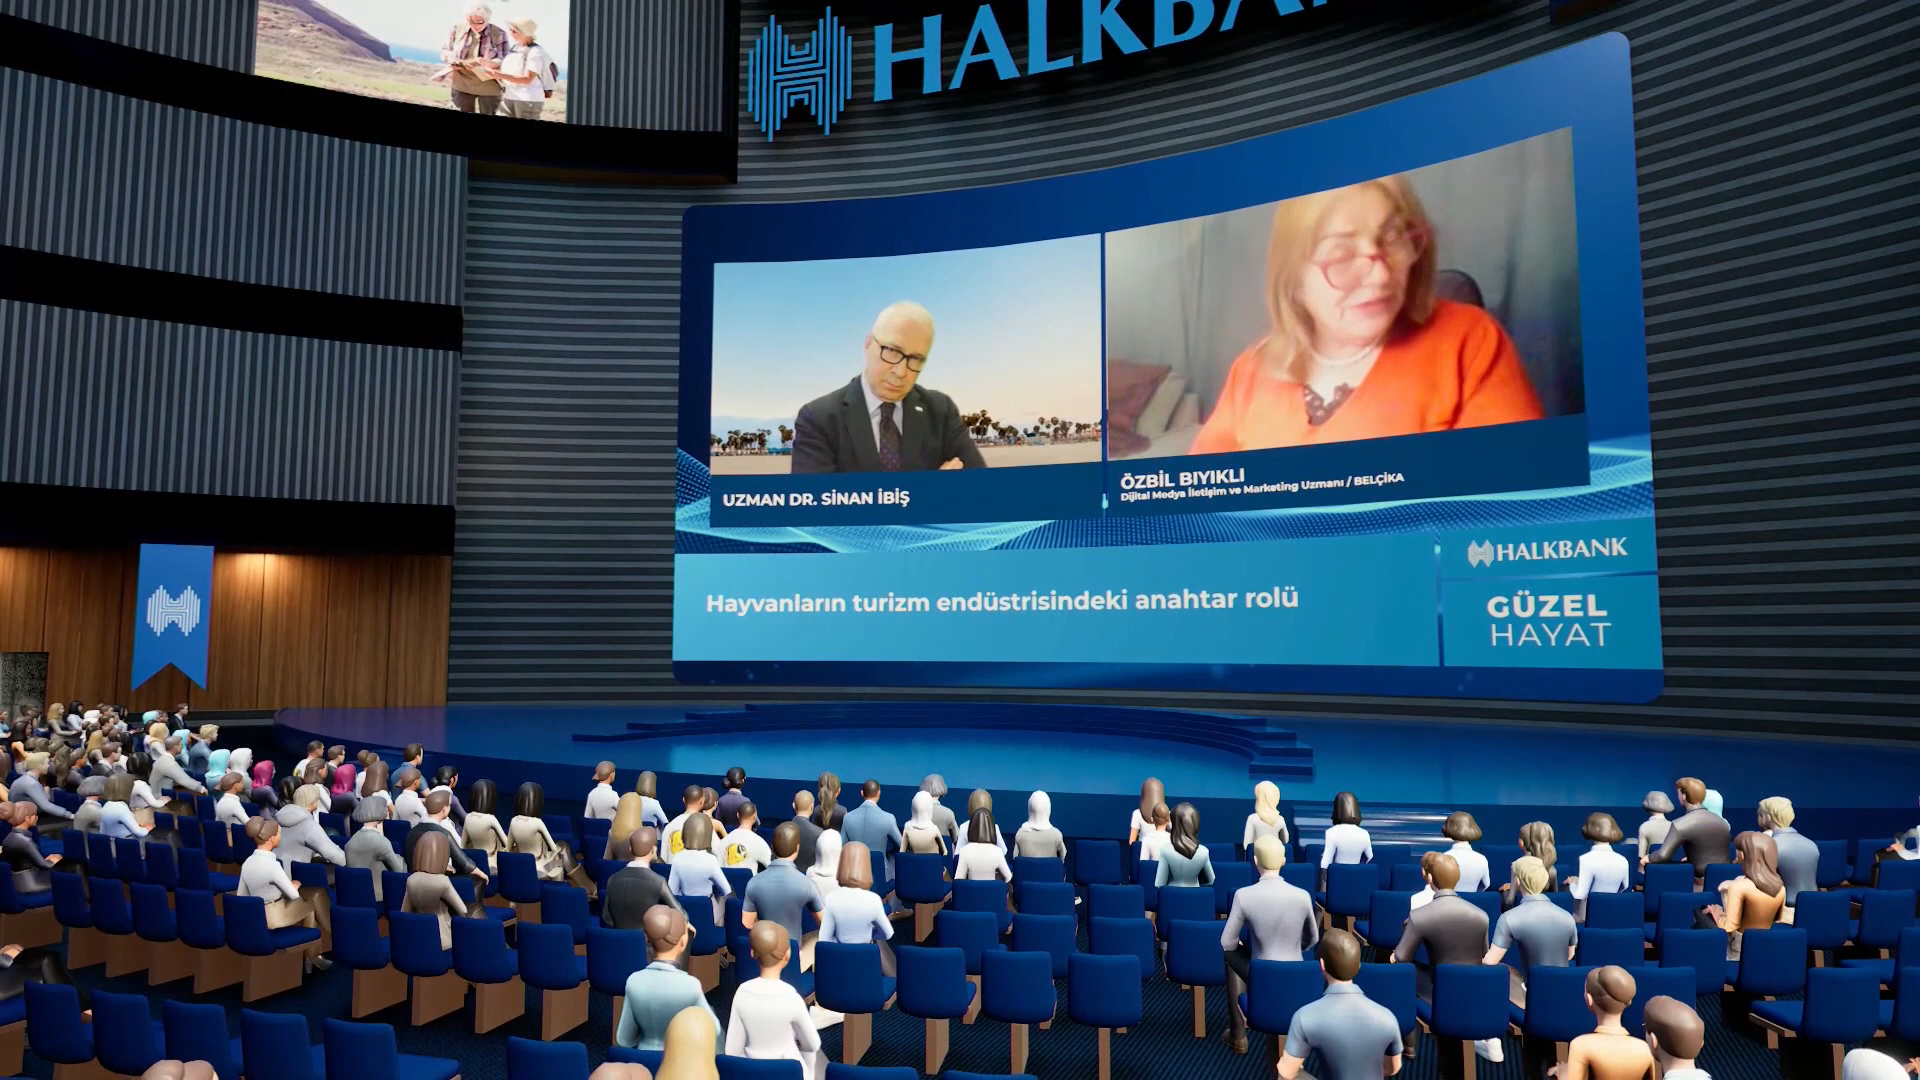 HALKBANK
UZMAN DR. SİNAN İBİŞ
ÖZBİL BIYIKLI
Dijital Medya İletişim ve Marketing Uzmanı / BELÇİKA
Hayvanların turizm endüstrisindeki anahtar rolü
HALKBANK
GÜZEL
HAYAT